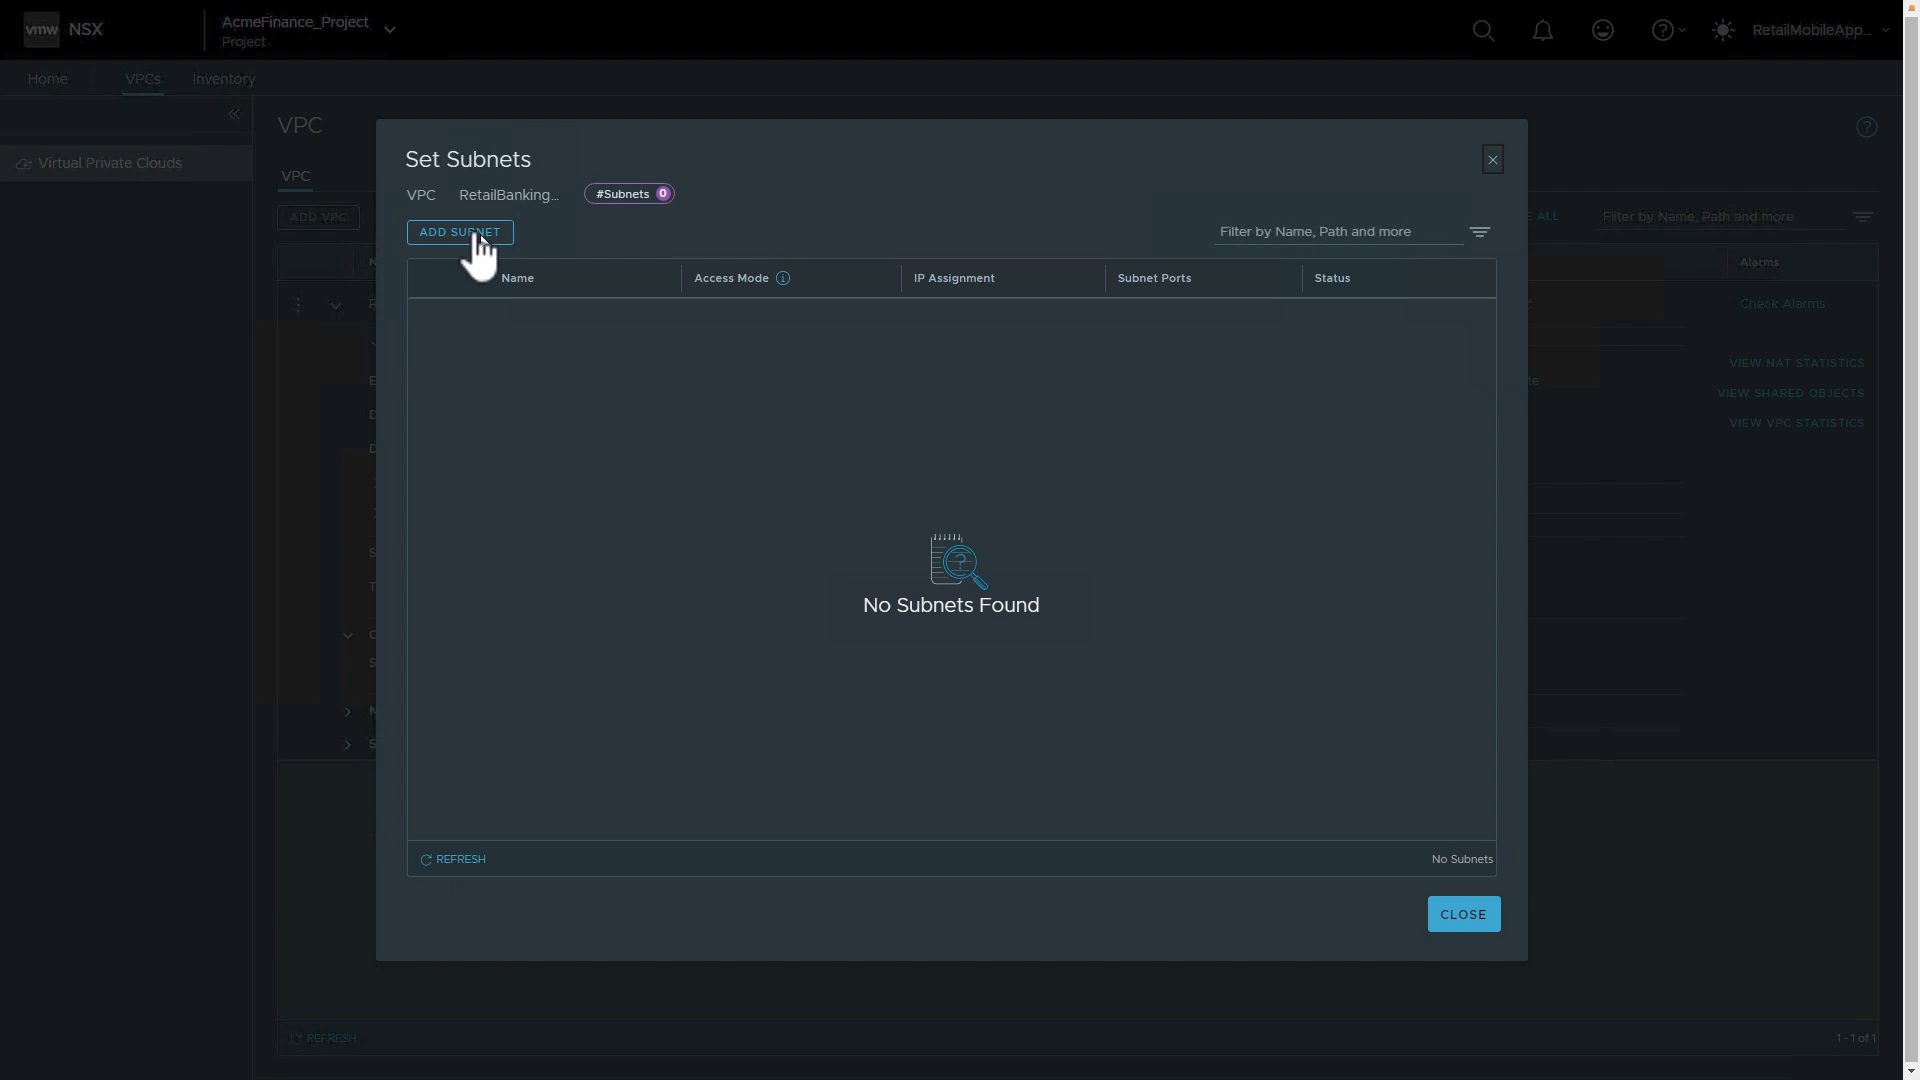 vmw NSX
AcmeFinance_Project
Project
RetailMobileApp...
Home
VPCs
Inventory
VPC
Virtual Private Clouds
VPC
ADD VPC
ALL
Filter by Name, Path and more
Alarms
Check Alarms
VIEW NAT STATISTICS
VIEW SHARED OBJECTS
VIEW VPC STATISTICS
Set Subnets
VPC RetailBanking... #Subnets 0
ADD SUBNET
Filter by Name, Path and more
Name Access Mode IP Assignment Subnet Ports Status
No Subnets Found
REFRESH
No Subnets
CLOSE
REFRESH
1 - 1 of 1